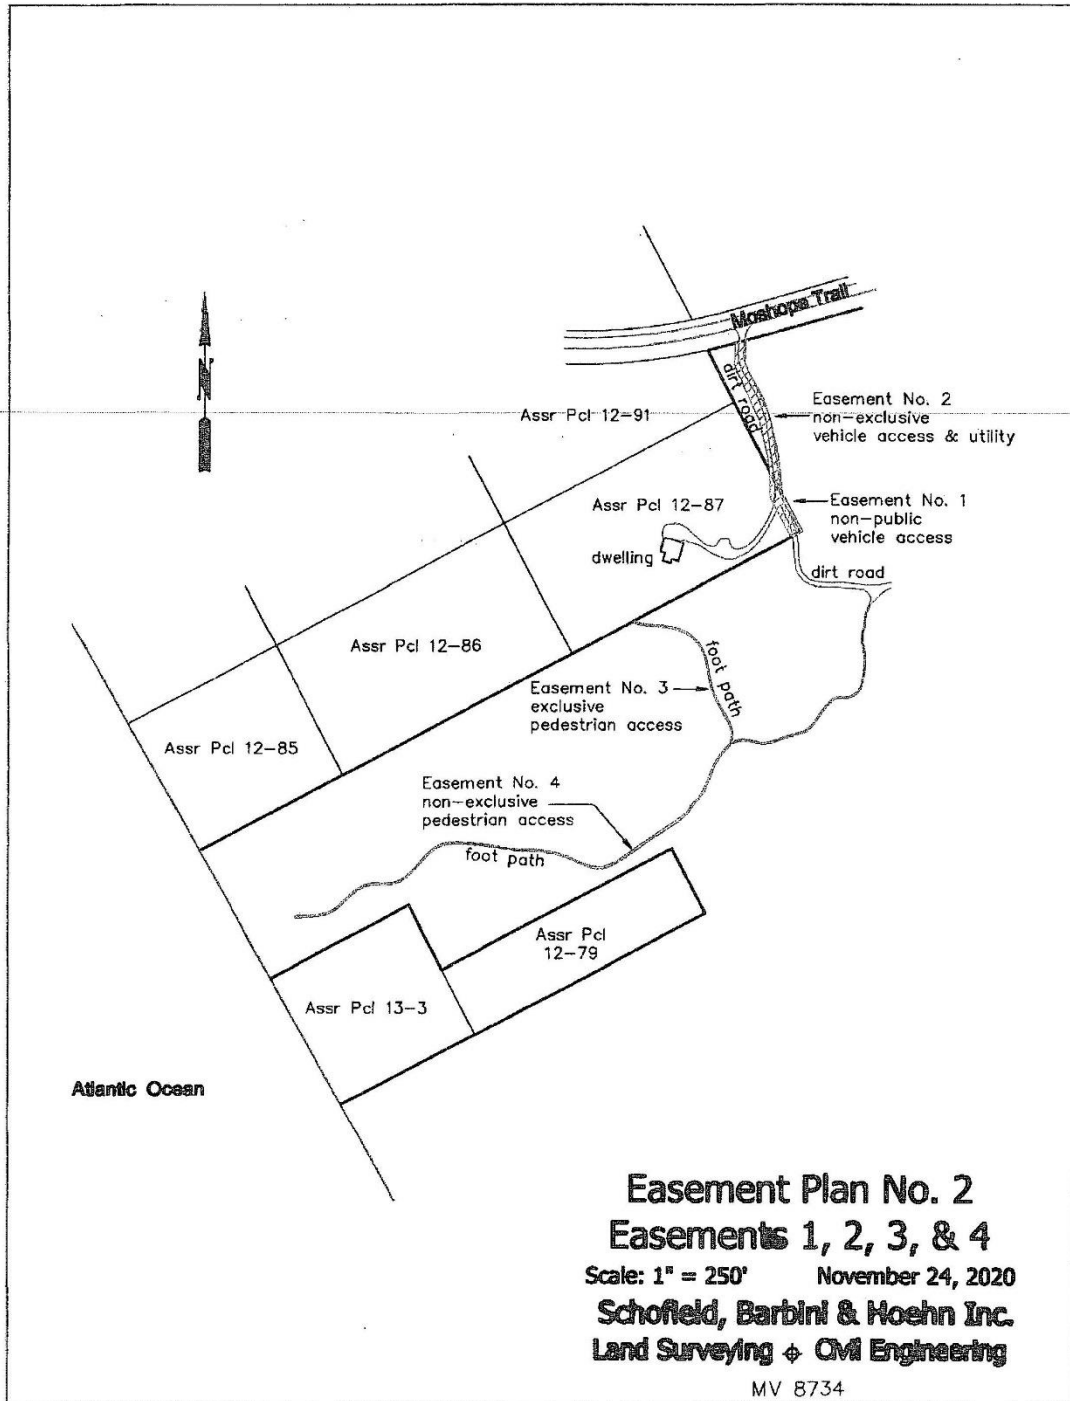 Moshops Trail
N
dirt road
Assr Pcl 12-91
Easement No. 2
non-exclusive
vehicle access & utility
Assr Pcl 12-87
Easement No. 1
non-public
vehicle access
dwelling
dirt road
Assr Pcl 12-86
foot path
Easement No. 3
exclusive
pedestrian access
Assr Pcl 12-85
Easement No. 4
non-exclusive
pedestrian access
foot path
Assr Pcl
12-79
Assr Pcl 13-3
Atlantic Ocean
Easement Plan No. 2
Easements 1, 2, 3, & 4
Scale: 1" = 250' November 24, 2020
Schofield, Barbini & Hoehn Inc.
Land Surveying Civil Engineering
MV 8734